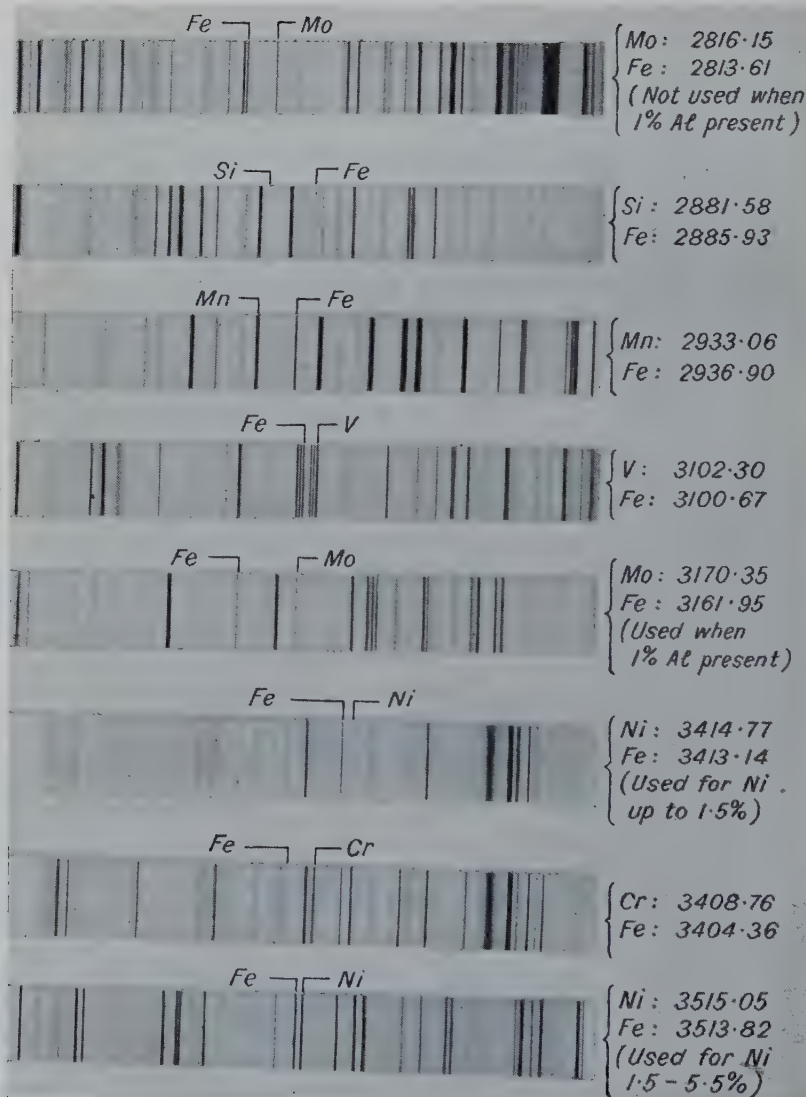 Fe Mo
Mo: 2816·15
Fe: 2813·61
(Not used when
1% Al present)
Si Fe
Si: 2881·58
Fe: 2885·93
Mn Fe
Mn: 2933·06
Fe: 2936·90
Fe V
V: 3102·30
Fe: 3100·67
Fe Mo
Mo: 3170·35
Fe: 3161·95
(Used when
1% Al present)
Fe Ni
Ni: 3414·77
Fe: 3413·14
(Used for Ni
up to 1·5%)
Fe Cr
Cr: 3408·76
Fe: 3404·36
Fe Ni
Ni: 3515·05
Fe: 3513·82
(Used for Ni
1·5-5·5%)